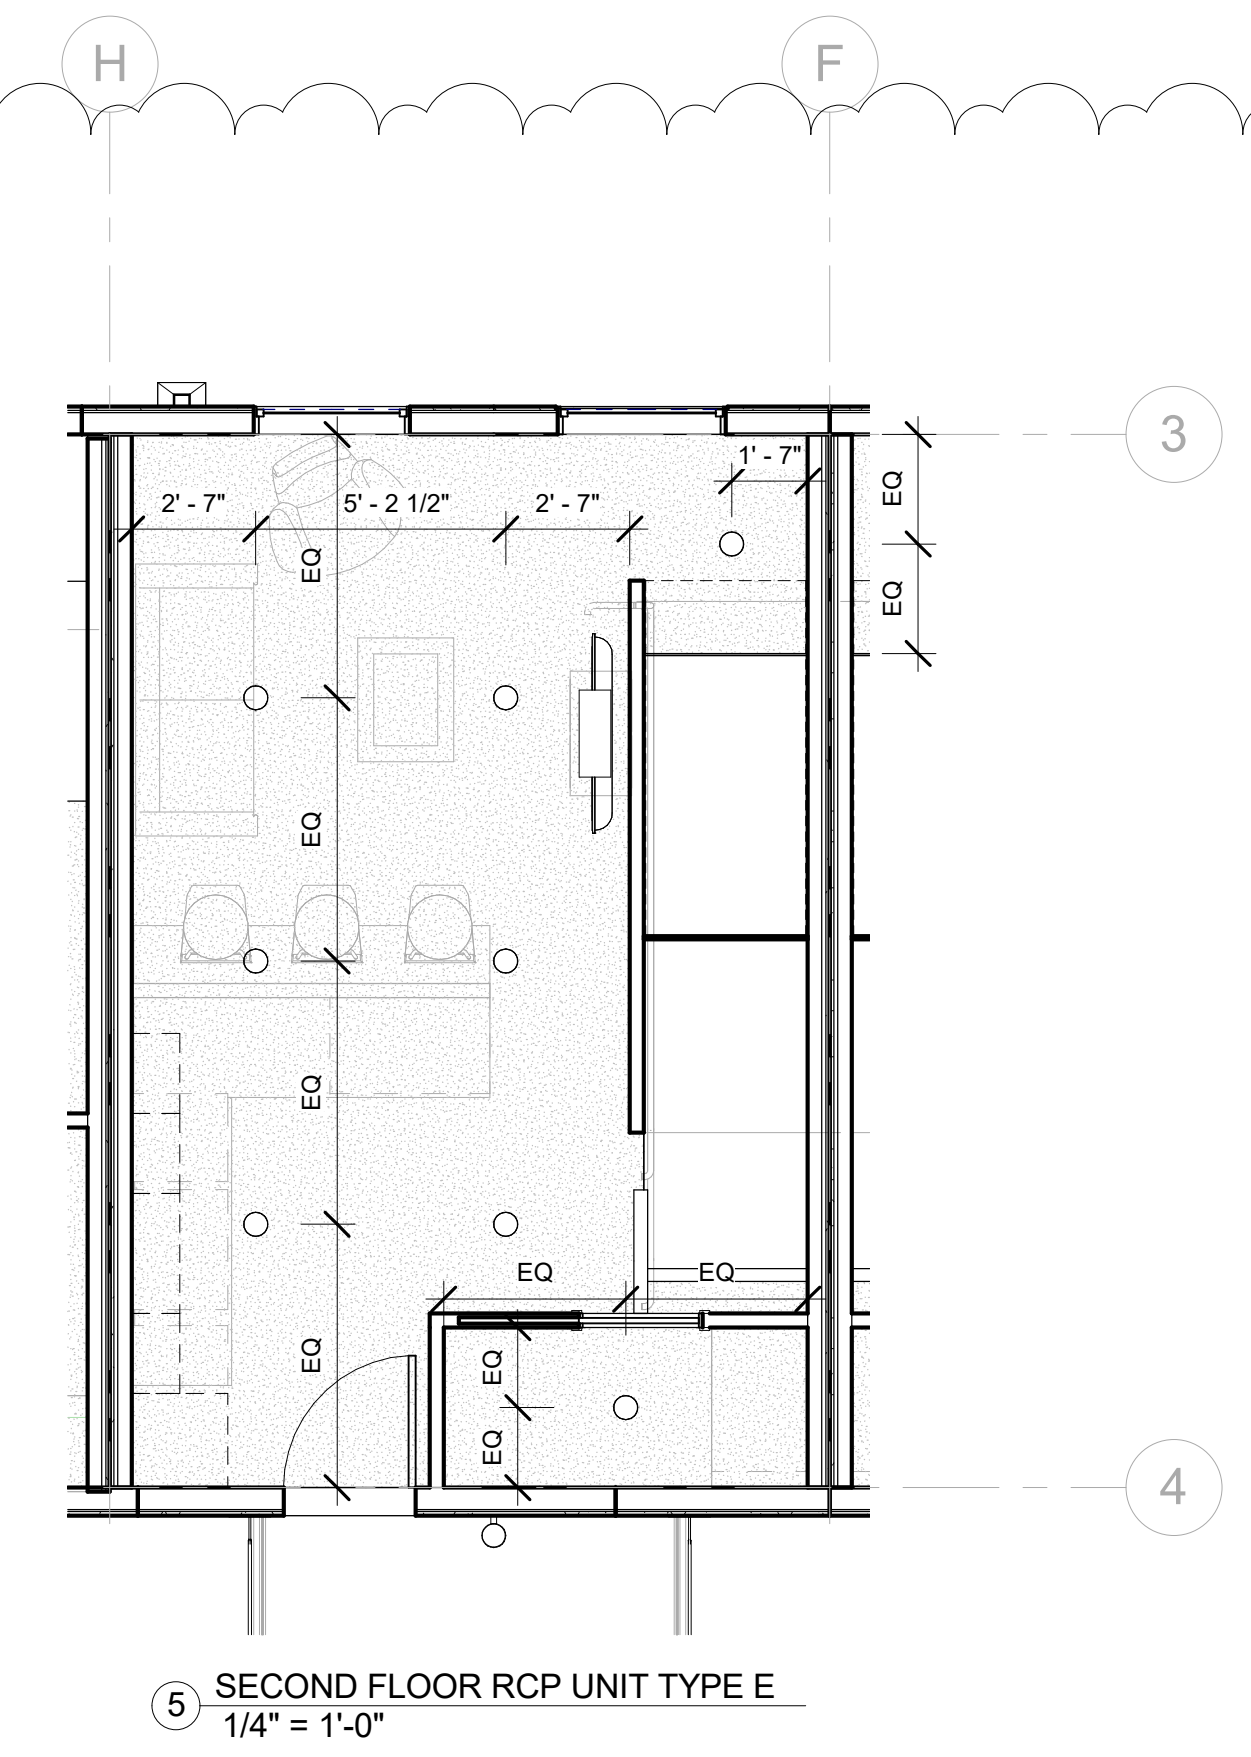 H
F
3
1' - 7"
2' - 7"
5' - 2 1/2"
2' - 7"
EQ
EQ
EQ
EQ
EQ
EQ
EQ
EQ
EQ
EQ
4
5
SECOND FLOOR RCP UNIT TYPE E
1/4" = 1'-0"